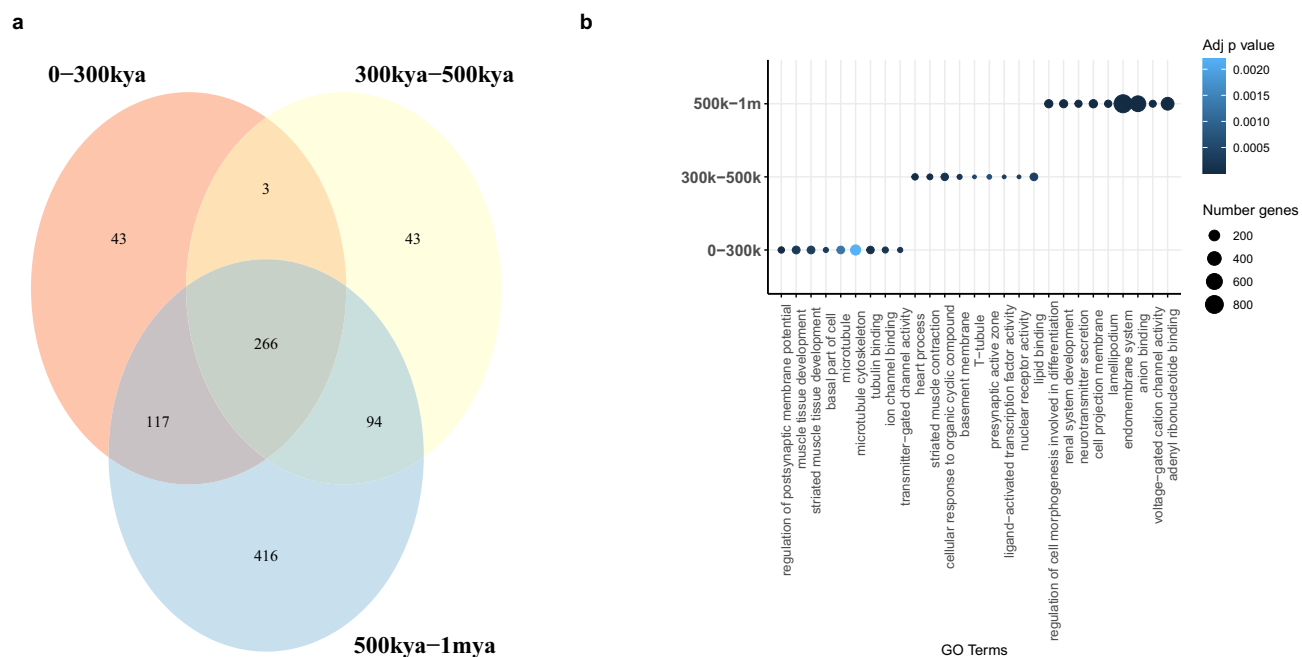 a
0−300kya
300kya−500kya
3
43
43
266
117
94
416
500kya−1mya
b
500k−1m
300k−500k
0−300k
regulation of postsynaptic membrane potential
muscle tissue development
striated muscle tissue development
basal part of cell
microtubule
microtubule cytoskeleton
tubulin binding
ion channel binding
transmitter−gated channel activity
heart process
striated muscle contraction
cellular response to organic cyclic compound
basement membrane
T−tubule
presynaptic active zone
ligand−activated transcription factor activity
nuclear receptor activity
lipid binding
regulation of cell morphogenesis involved in differentiation
renal system development
neurotransmitter secretion
cell projection membrane
lamellipodium
endomembrane system
anion binding
voltage−gated cation channel activity
adenyl ribonucleotide binding
GO Terms
Adj p value
0.0020
0.0015
0.0010
0.0005
Number genes
200
400
600
800